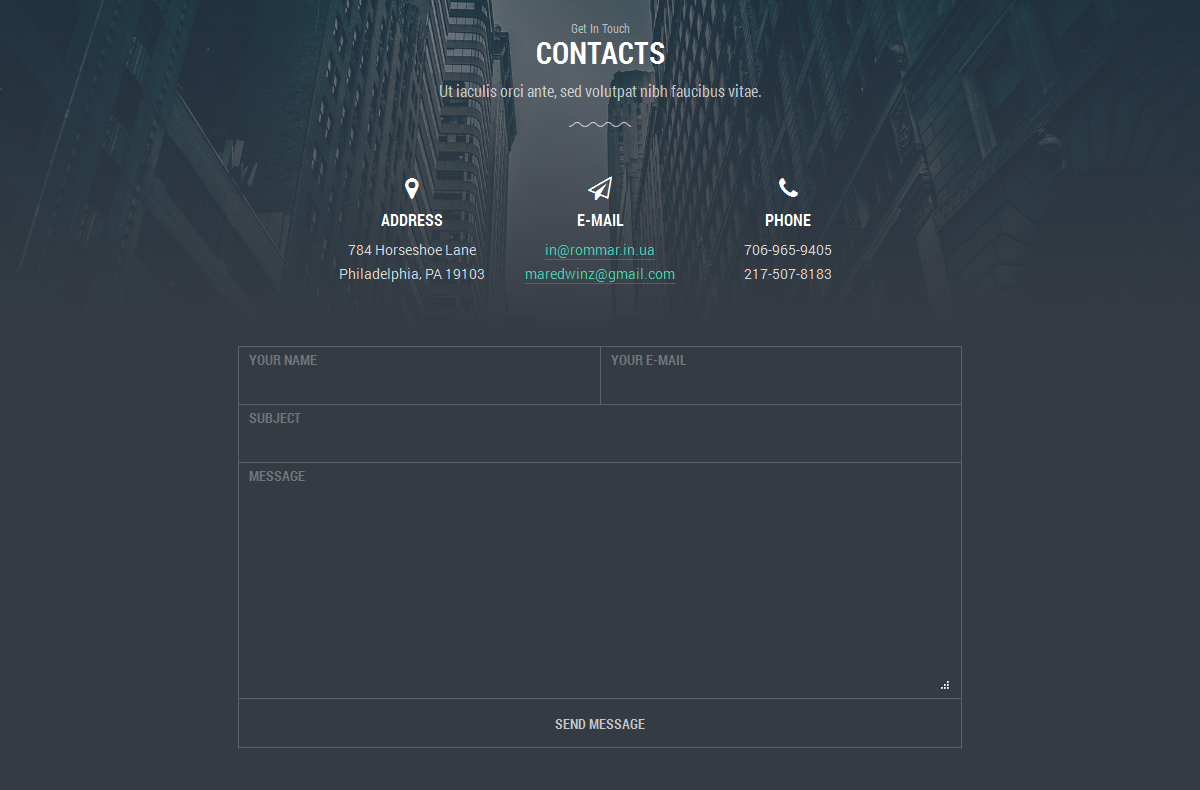 Get In Touch
CONTACTS
Ut iaculis orci ante, sed volutpat nibh faucibus vitae.
ADDRESS
784 Horseshoe Lane
Philadelphia, PA 19103
E-MAIL
in@rommar.in.ua
maredwinz@gmail.com
PHONE
706-965-9405
217-507-8183
YOUR NAME
YOUR E-MAIL
SUBJECT
MESSAGE
SEND MESSAGE